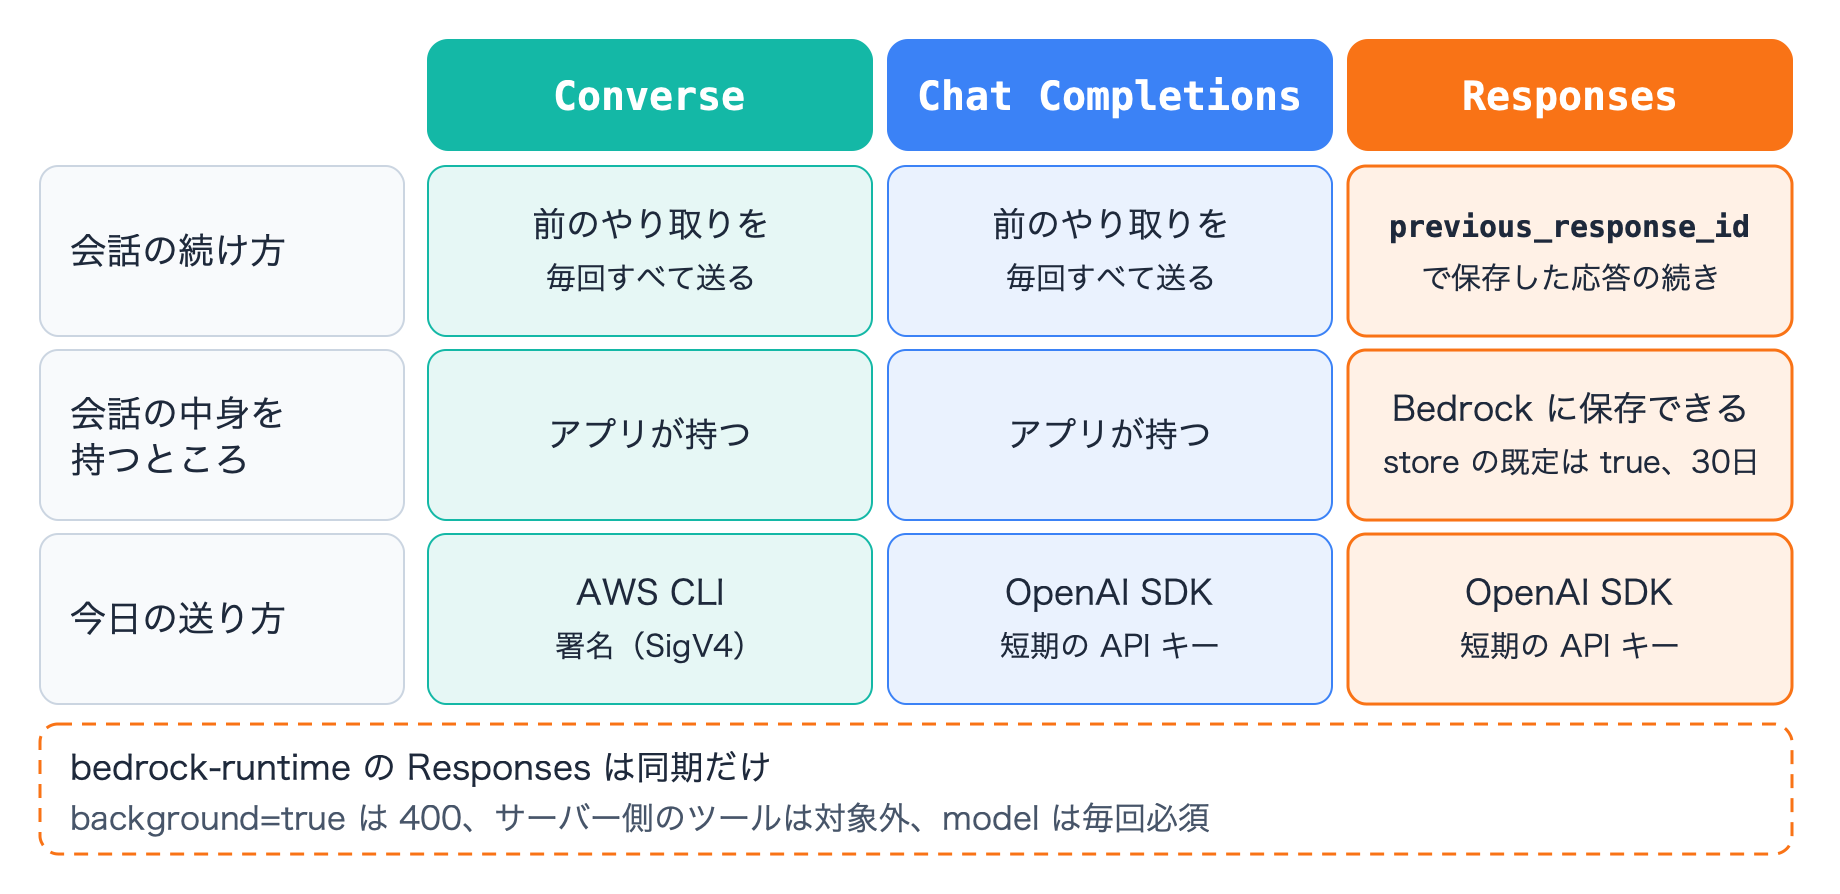 Converse
Chat Completions
Responses
会話の続け方
前のやり取りを
毎回すべて送る
前のやり取りを
毎回すべて送る
previous_response_id
で保存した応答の続き
会話の中身を
持つところ
アプリが持つ
アプリが持つ
Bedrock に保存できる
store の既定は true、30日
今日の送り方
AWS CLI
署名（SigV4）
OpenAI SDK
短期の API キー
OpenAI SDK
短期の API キー
bedrock-runtime の Responses は同期だけ
background=true は 400、サーバー側のツールは対象外、model は毎回必須